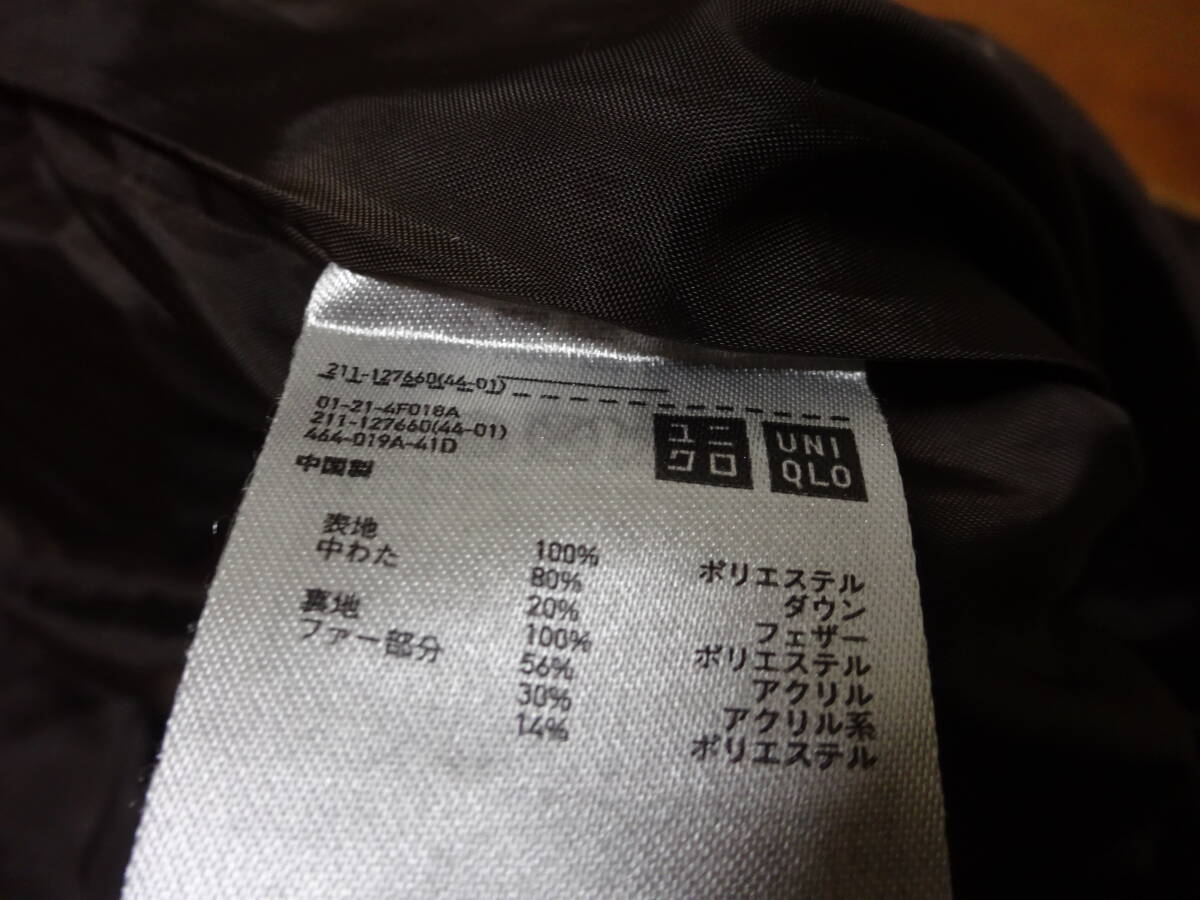 211-127660(44-01)
01-21-4F018A
211-127660(44-01)
464-019A-41D
中国製
ユニ
クロ
UNI
QLO
表地 100% ポリエステル
中わた 80% ダウン
20% フェザー
裏地 100% ポリエステル
ファー部分 56% アクリル
30% アクリル系
14% ポリエステル